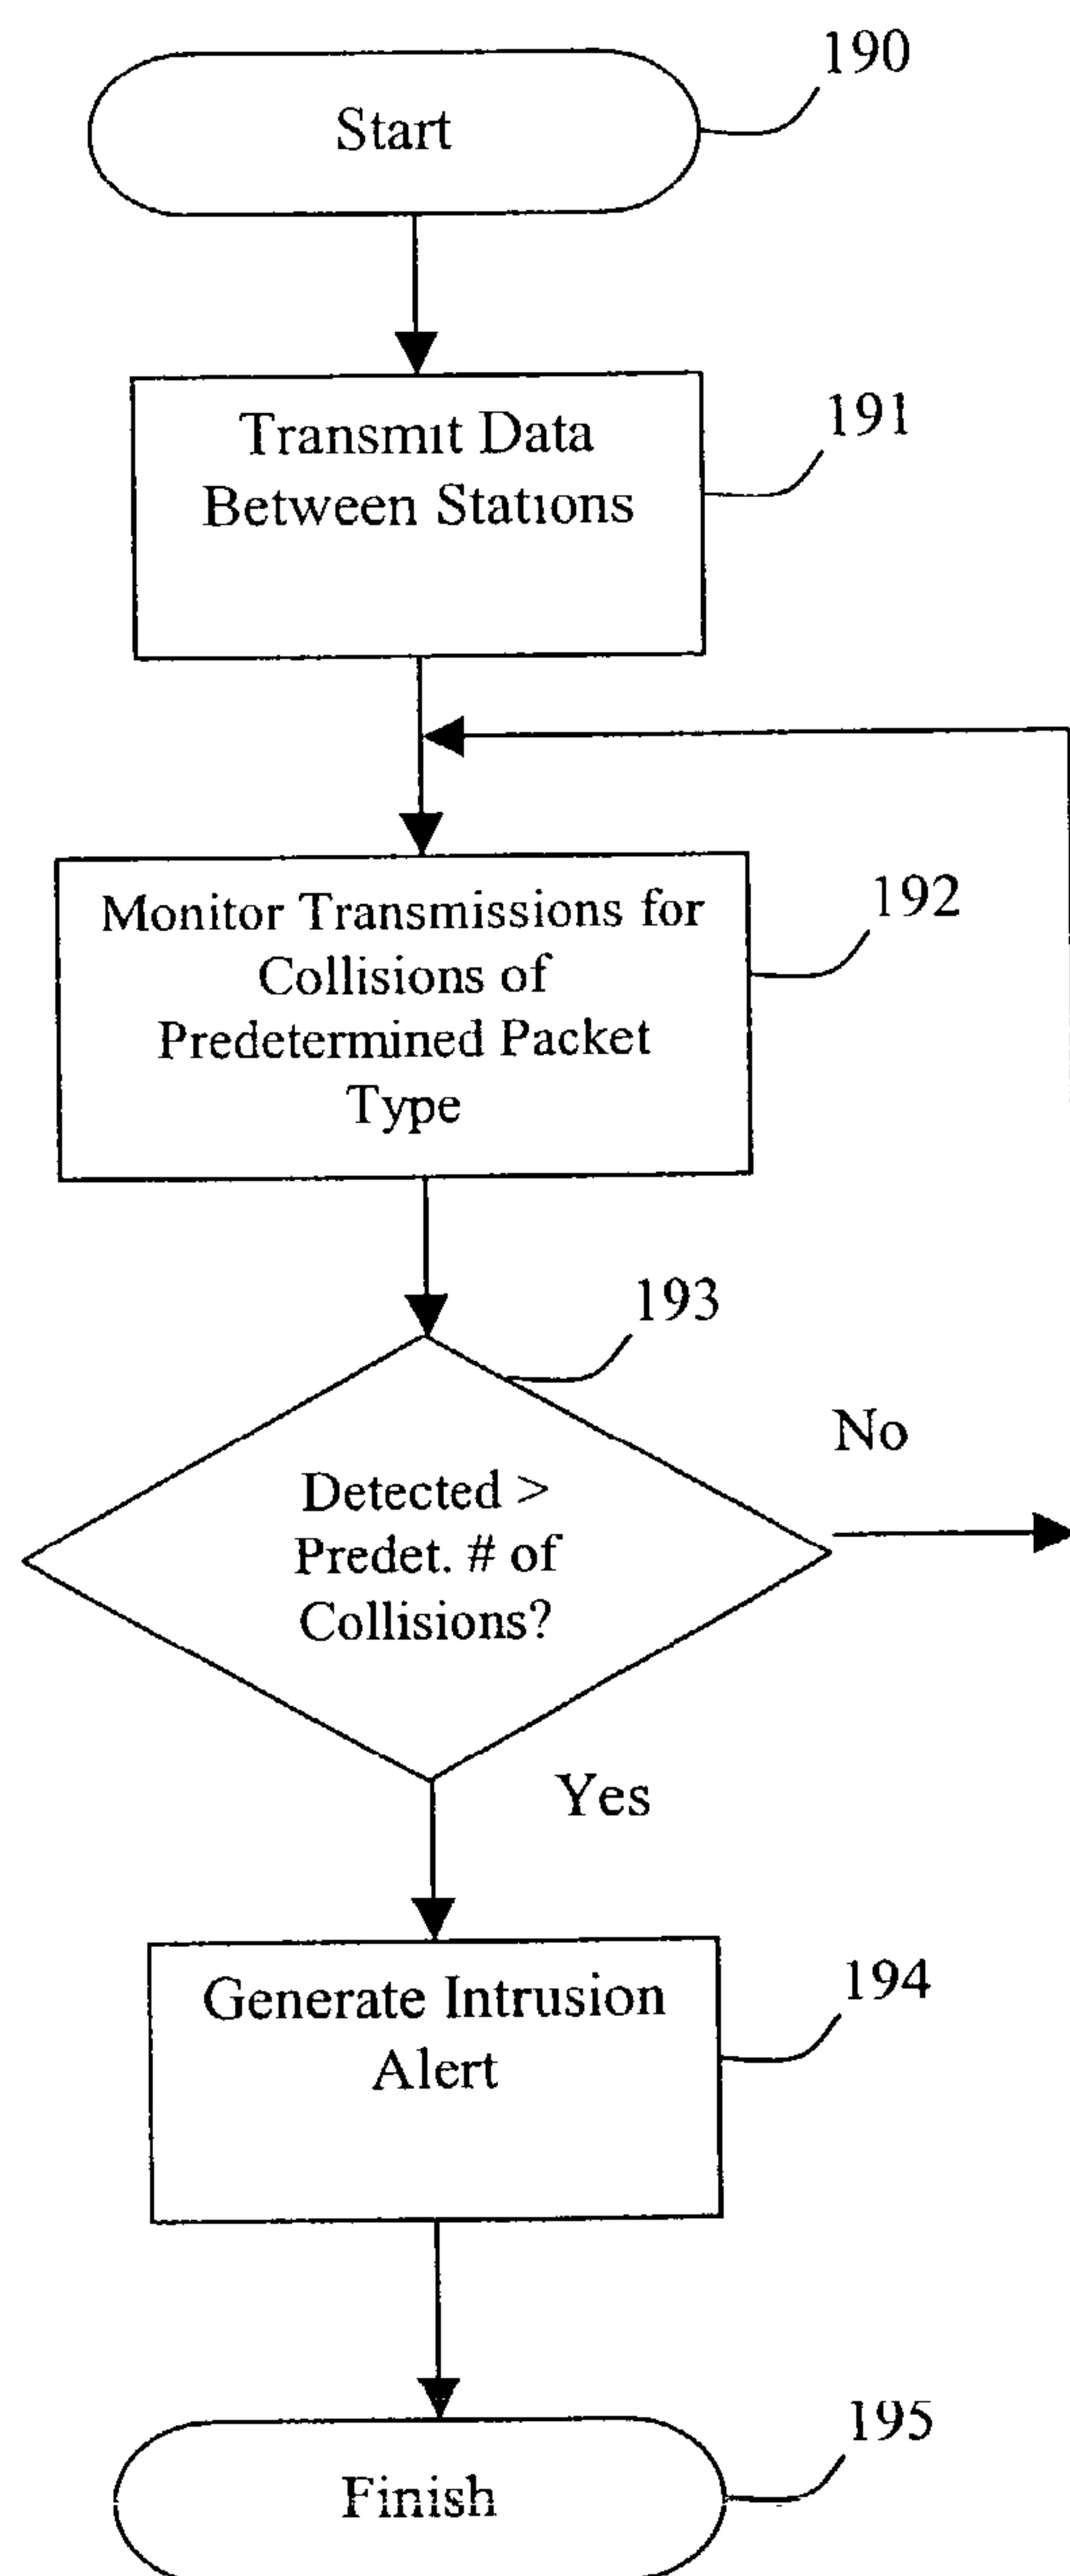 190
Start
191
Transmit Data
Between Stations
192
Monitor Transmissions for
Collisions of
Predetermined Packet
Type
193
No
Detected >
Predet. # of
Collisions?
Yes
194
Generate Intrusion
Alert
195
Finish